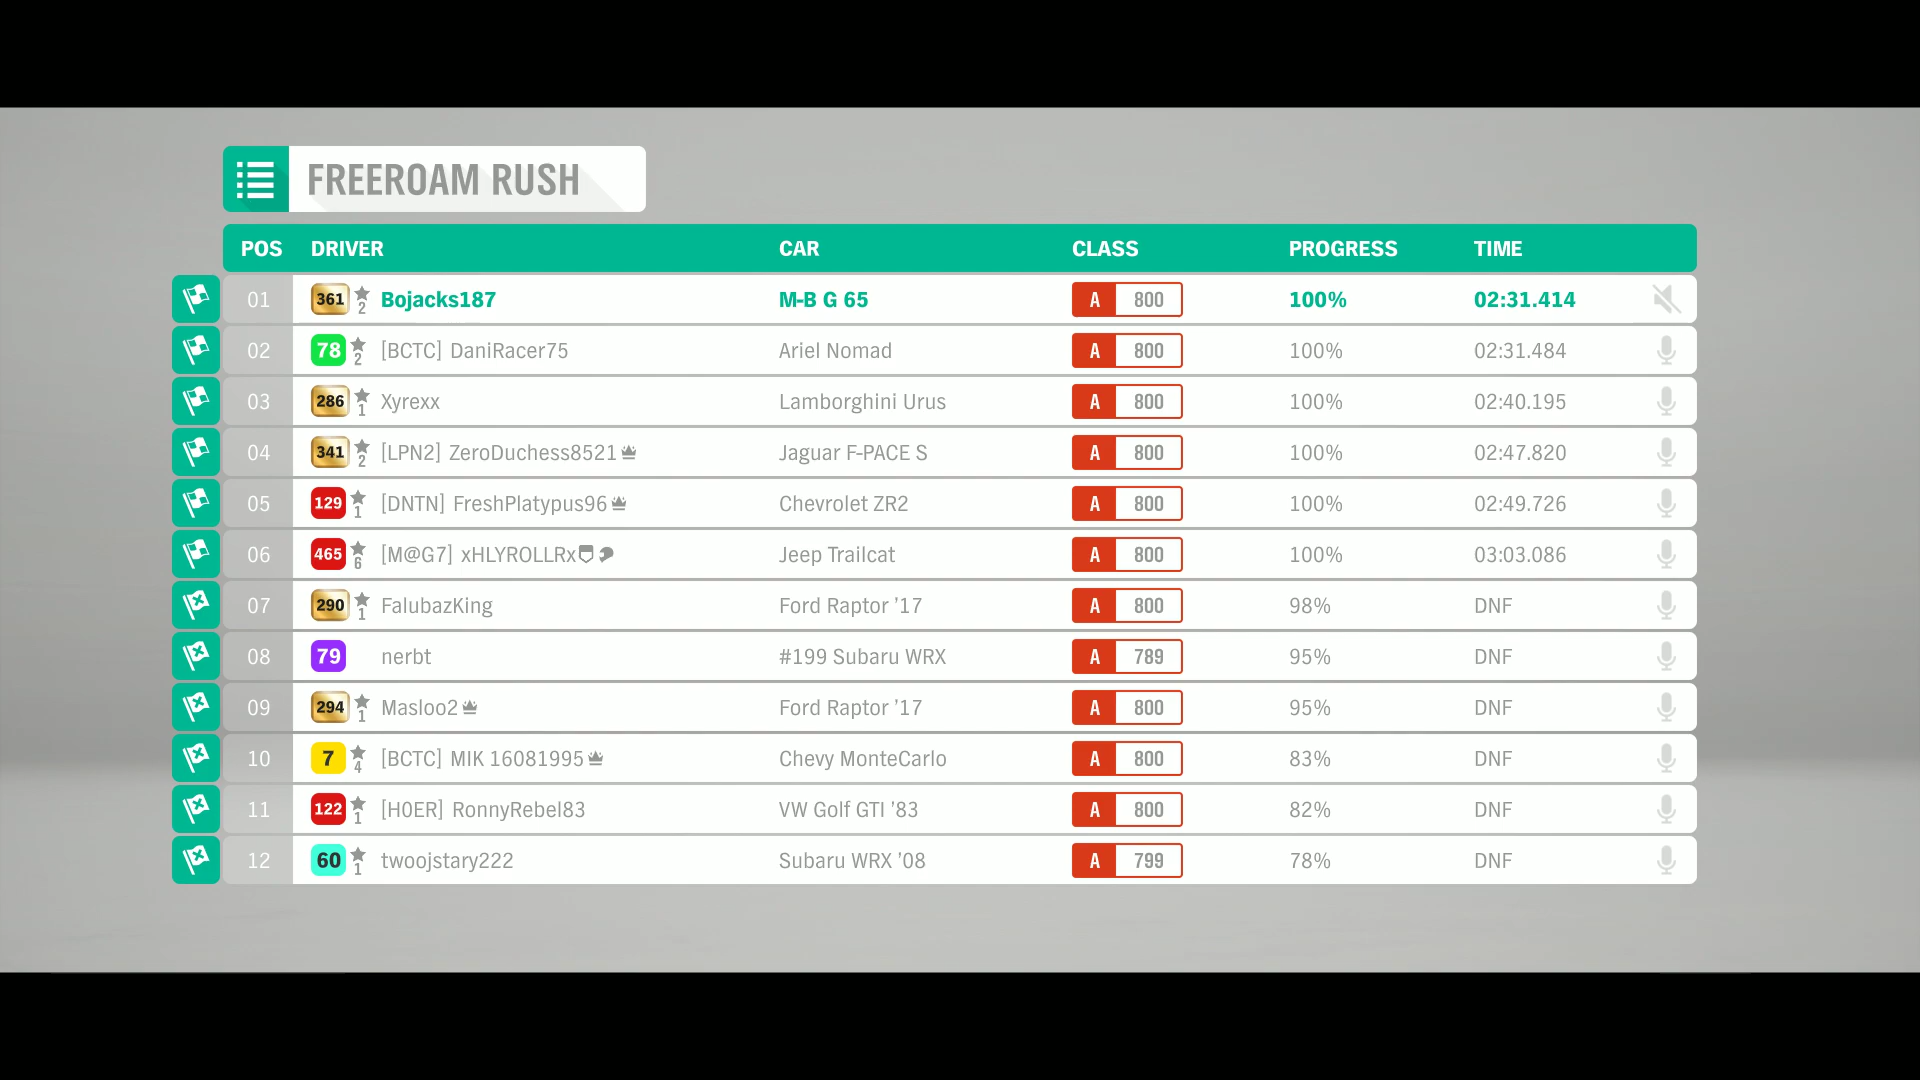 FREEROAM RUSH
POS DRIVER CAR CLASS PROGRESS TIME
01 361 2 Bojacks187 M-B G 65 A 800 100% 02:31.414
02 78 2 [BCTC] DaniRacer75 Ariel Nomad A 800 100% 02:31.484
03 286 1 Xyrexx Lamborghini Urus A 800 100% 02:40.195
04 341 2 [LPN2] ZeroDuchess8521 Jaguar F-PACE S A 800 100% 02:47.820
05 129 1 [DNTN] FreshPlatypus96 Chevrolet ZR2 A 800 100% 02:49.726
06 465 6 [M@G7] xHLYROLLRx Jeep Trailcat A 800 100% 03:03.086
07 290 1 FalubazKing Ford Raptor ’17 A 800 98% DNF
08 79 nerbt #199 Subaru WRX A 789 95% DNF
09 294 1 Masloo2 Ford Raptor ’17 A 800 95% DNF
10 7 4 [BCTC] MIK 16081995 Chevy MonteCarlo A 800 83% DNF
11 122 1 [H0ER] RonnyRebel83 VW Golf GTI ’83 A 800 82% DNF
12 60 1 twoojstary222 Subaru WRX ’08 A 799 78% DNF